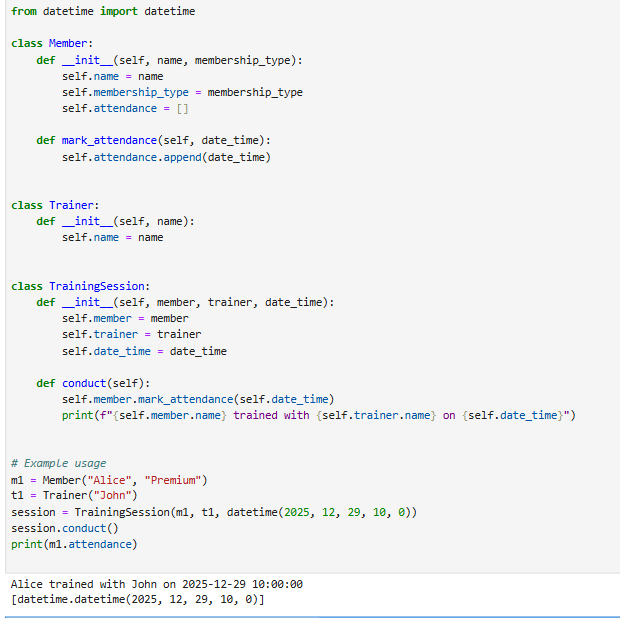 from datetime import datetime

class Member:
    def __init__(self, name, membership_type):
        self.name = name
        self.membership_type = membership_type
        self.attendance = []

    def mark_attendance(self, date_time):
        self.attendance.append(date_time)


class Trainer:
    def __init__(self, name):
        self.name = name


class TrainingSession:
    def __init__(self, member, trainer, date_time):
        self.member = member
        self.trainer = trainer
        self.date_time = date_time

    def conduct(self):
        self.member.mark_attendance(self.date_time)
        print(f"{self.member.name} trained with {self.trainer.name} on {self.date_time}")


# Example usage
m1 = Member("Alice", "Premium")
t1 = Trainer("John")
session = TrainingSession(m1, t1, datetime(2025, 12, 29, 10, 0))
session.conduct()
print(m1.attendance)

Alice trained with John on 2025-12-29 10:00:00
[datetime.datetime(2025, 12, 29, 10, 0)]